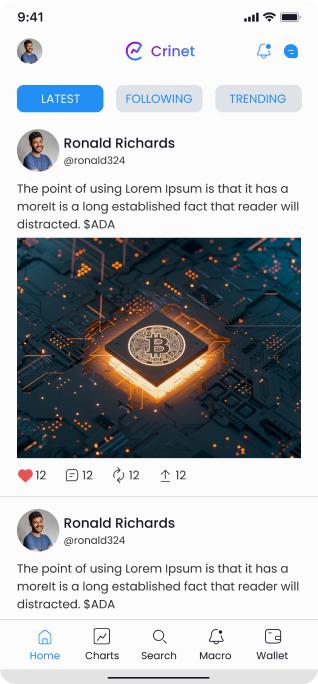 9:41
Crinet
LATEST
FOLLOWING
TRENDING
Ronald Richards
@ronald324
The point of using Lorem Ipsum is that it has a
morelt is a long established fact that reader will
distracted. $ADA
12
12
12
12
Ronald Richards
@ronald324
The point of using Lorem Ipsum is that it has a
morelt is a long established fact that reader will
distracted. $ADA
Home
Charts
Search
Macro
Wallet